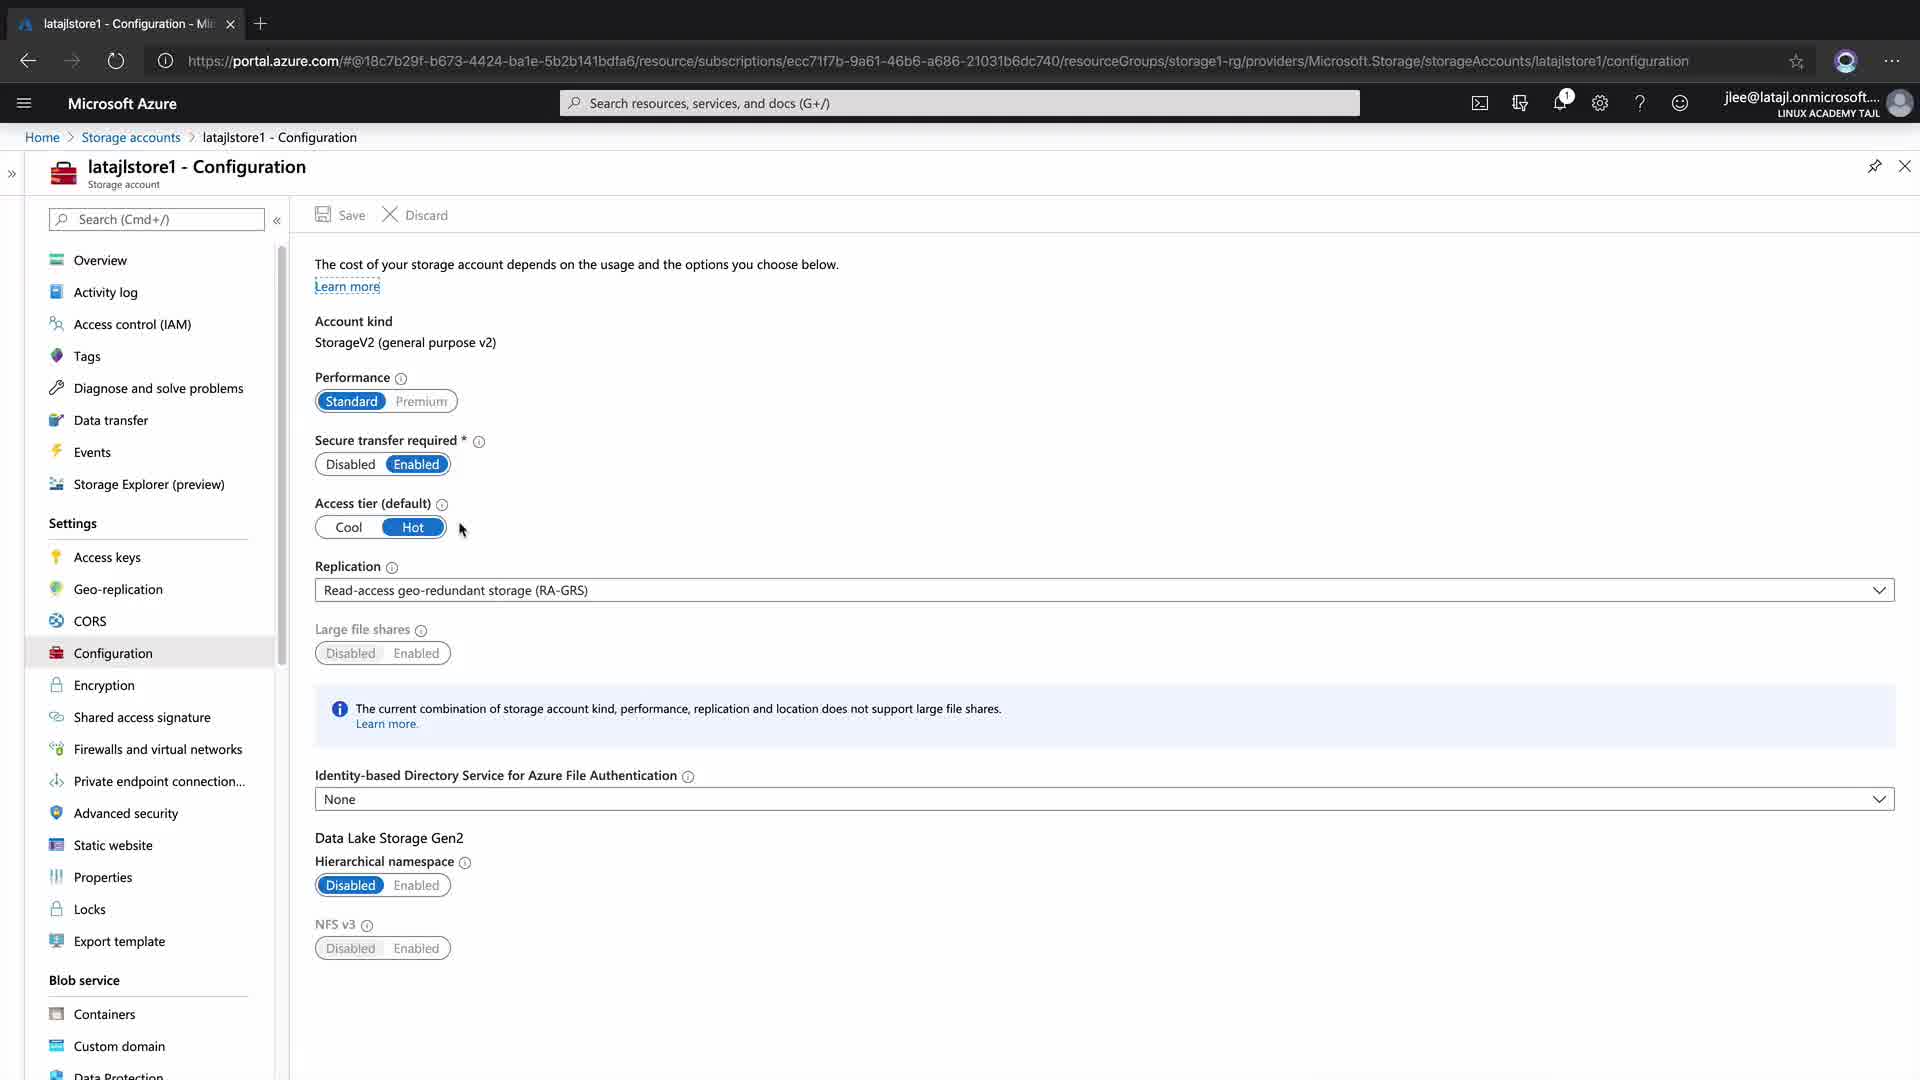 latajlstore1 - Configuration - Mi
https://portal.azure.com/#@18c7b29f-b673-4424-ba1e-5b2b141bdfa6/resource/subscriptions/ecc71f7b-9a61-46b6-a686-21031b6dc740/resourceGroups/storage1-rg/providers/Microsoft.Storage/storageAccounts/latajlstore1/configuration
Microsoft Azure
Search resources, services, and docs (G+/)
1
jlee@latajl.onmicrosoft....
LINUX ACADEMY TAJL
Home > Storage accounts > latajlstore1 - Configuration
latajlstore1 - Configuration
Storage account
Search (Cmd+/)
Overview
Activity log
Access control (IAM)
Tags
Diagnose and solve problems
Data transfer
Events
Storage Explorer (preview)
Settings
Access keys
Geo-replication
CORS
Configuration
Encryption
Shared access signature
Firewalls and virtual networks
Private endpoint connection...
Advanced security
Static website
Properties
Locks
Export template
Blob service
Containers
Custom domain
Data Protection
Save Discard
The cost of your storage account depends on the usage and the options you choose below.
Learn more
Account kind
StorageV2 (general purpose v2)
Performance
Standard Premium
Secure transfer required *
Disabled Enabled
Access tier (default)
Cool Hot
Replication
Read-access geo-redundant storage (RA-GRS)
Large file shares
Disabled Enabled
The current combination of storage account kind, performance, replication and location does not support large file shares.
Learn more.
Identity-based Directory Service for Azure File Authentication
None
Data Lake Storage Gen2
Hierarchical namespace
Disabled Enabled
NFS v3
Disabled Enabled